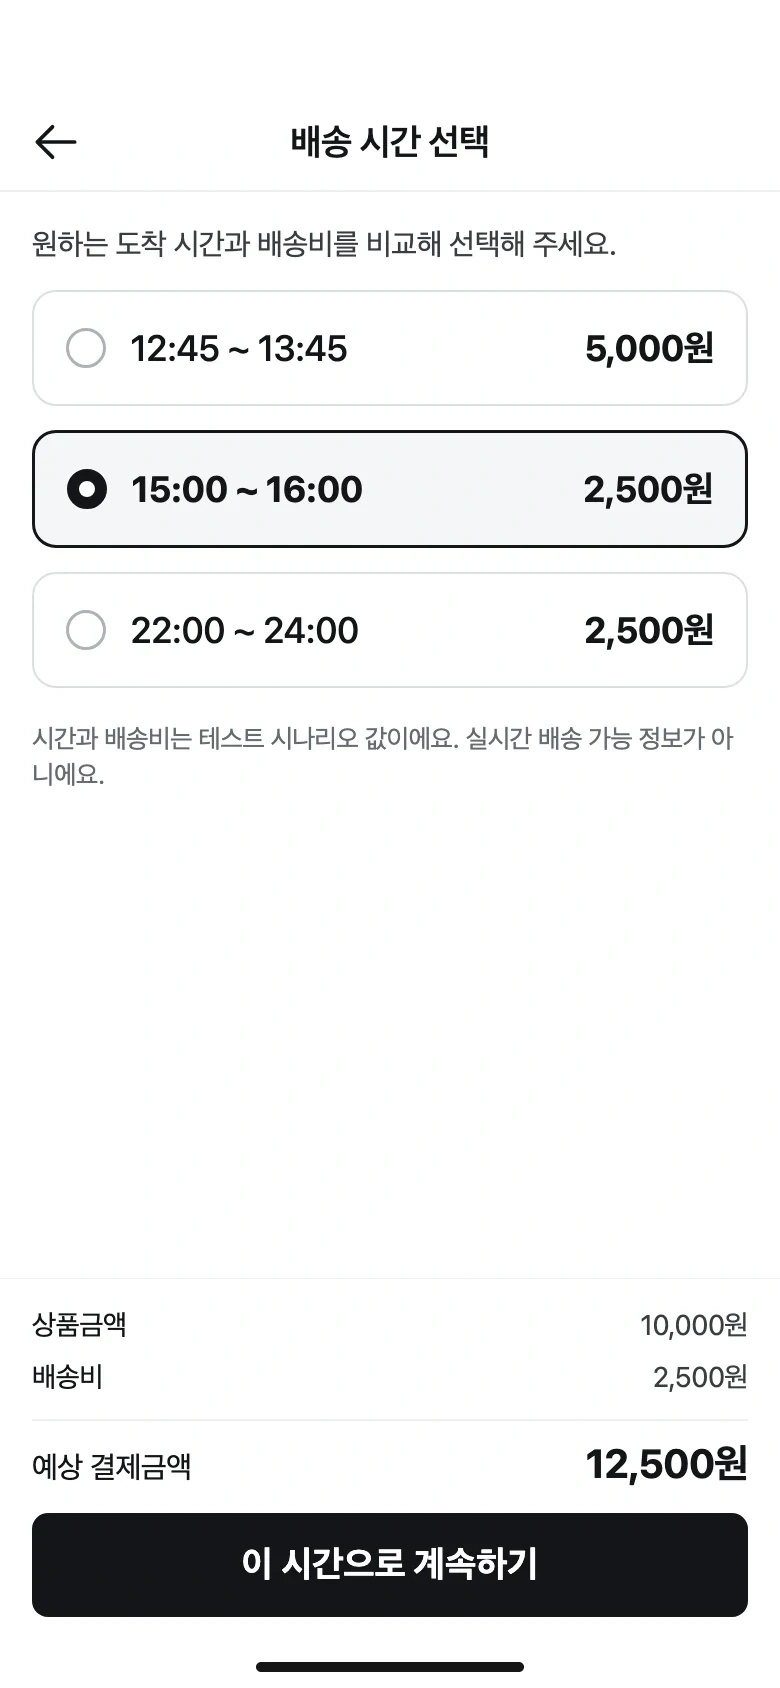 배송 시간 선택
원하는 도착 시간과 배송비를 비교해 선택해 주세요.
12:45 ~ 13:45 5,000원
15:00 ~ 16:00 2,500원
22:00 ~ 24:00 2,500원
시간과 배송비는 테스트 시나리오 값이에요. 실시간 배송 가능 정보가 아
니에요.
상품금액 10,000원
배송비 2,500원
예상 결제금액 12,500원
이 시간으로 계속하기